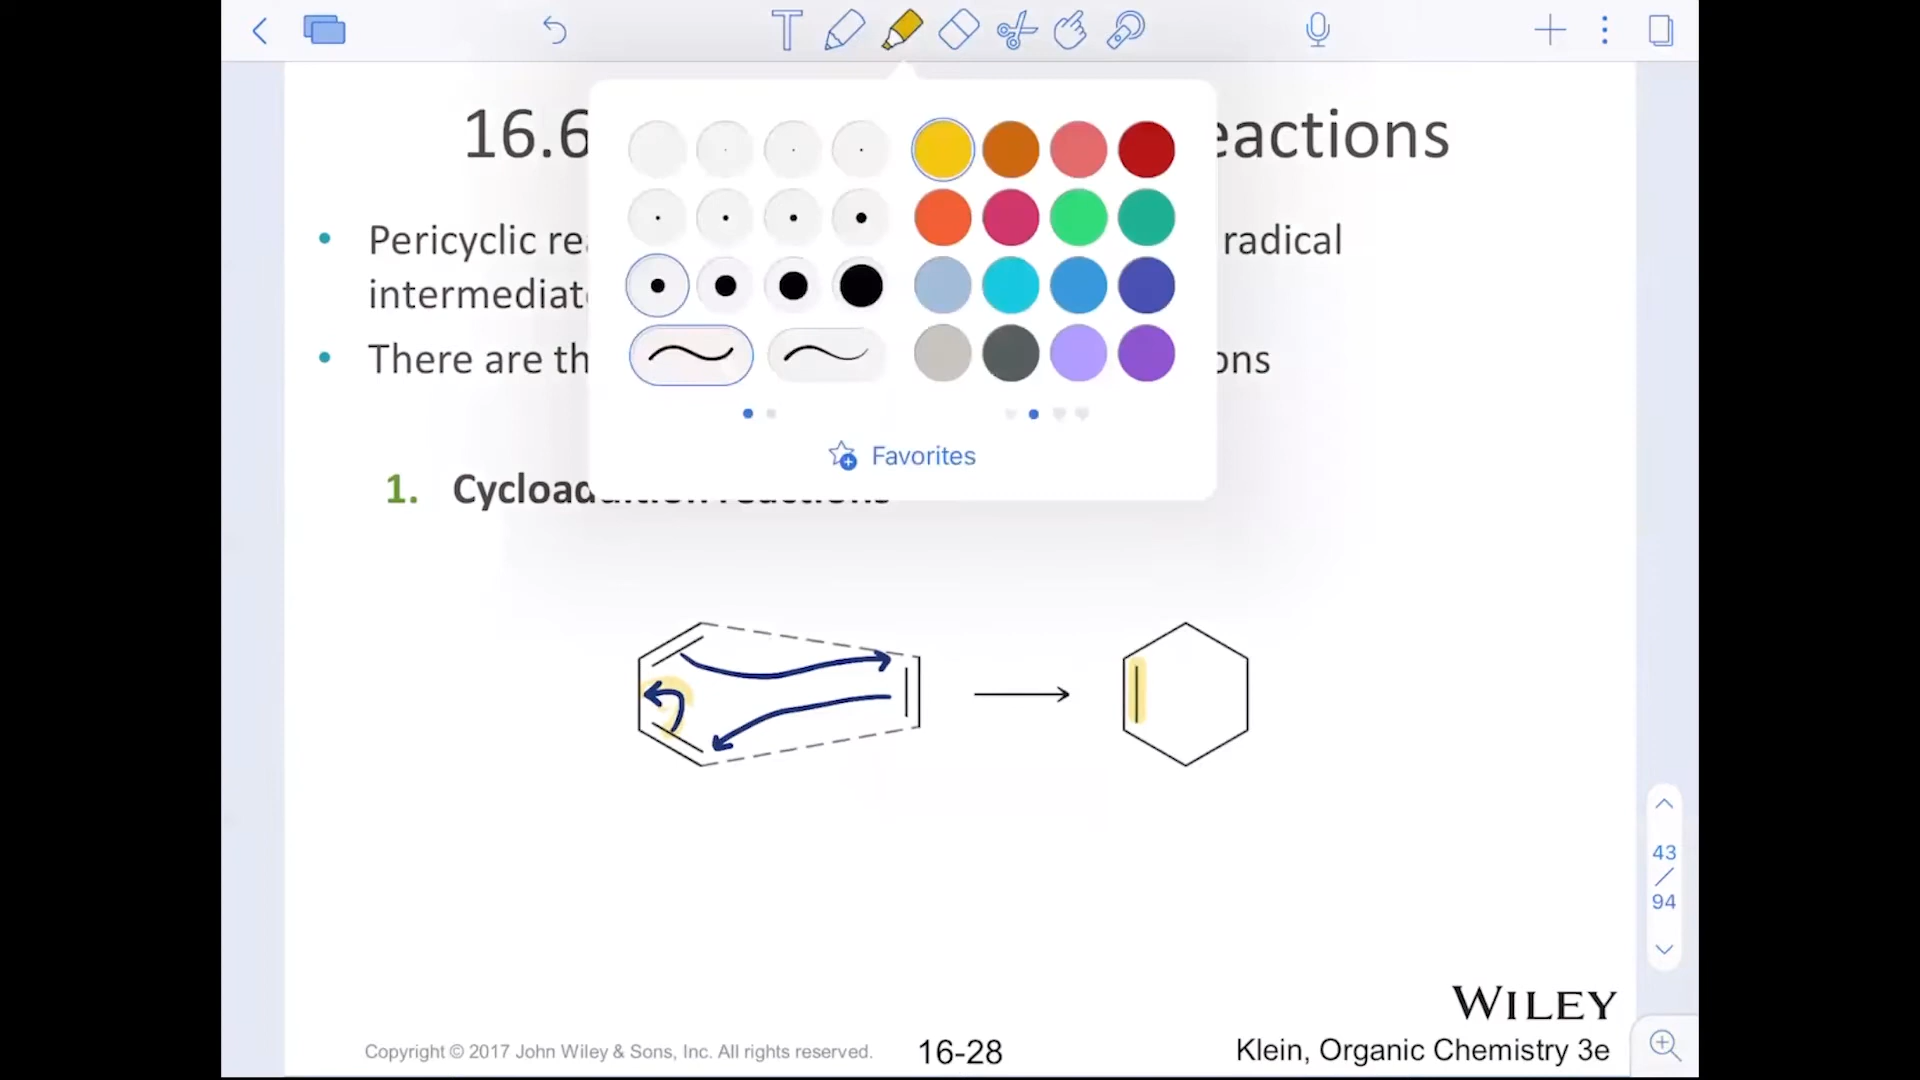 16.6 eactions
Pericyclic re radical
intermediat
There are th ons
Favorites
1. Cycload
43
94
WILEY
Copyright © 2017 John Wiley & Sons, Inc. All rights reserved. 16-28 Klein, Organic Chemistry 3e